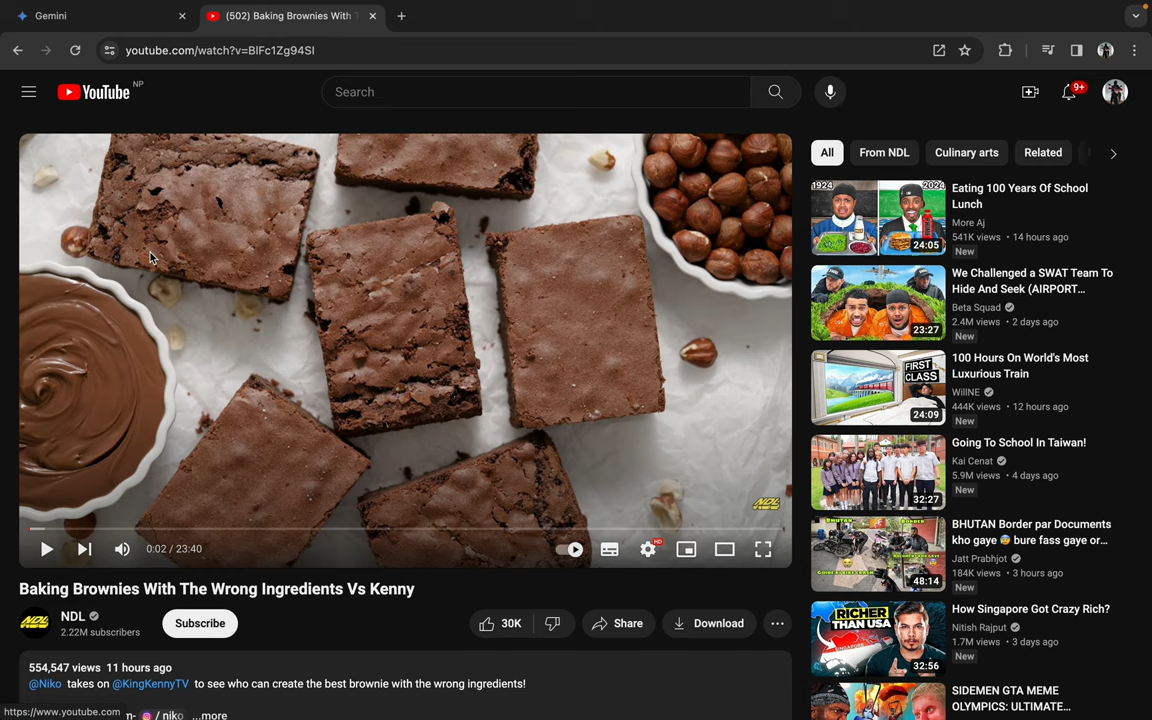 Gemini
(502) Baking Brownies With T
youtube.com/watch?v=BlFc1Zg94SI
YouTube NP
Search
9+
All
From NDL
Culinary arts
Related
1924
2024
24:05
Eating 100 Years Of School
Lunch
More Aj
541K views • 14 hours ago
New
23:27
We Challenged a SWAT Team To
Hide And Seek (AIRPORT...
Beta Squad
2.4M views • 2 days ago
New
FIRST
CLASS
24:09
100 Hours On World's Most
Luxurious Train
WillNE
444K views • 12 hours ago
New
32:27
Going To School In Taiwan!
Kai Cenat
5.9M views • 4 days ago
New
BHUTAN
BORDER
48:14
BHUTAN Border par Documents
kho gaye 😨 bure fass gaye or...
Jatt Prabhjot
184K views • 3 hours ago
New
RICHER
THAN USA
32:56
How Singapore Got Crazy Rich?
Nitish Rajput
1.7M views • 3 days ago
New
SIDEMEN GTA MEME
OLYMPICS: ULTIMATE...
NDL
0:02 / 23:40
HD
Baking Brownies With The Wrong Ingredients Vs Kenny
NDL
NDL
2.22M subscribers
Subscribe
30K
Share
Download
554,547 views 11 hours ago
@Niko takes on @KingKennyTV to see who can create the best brownie with the wrong ingredients!
https://www.youtube.com
n- / niko ...more